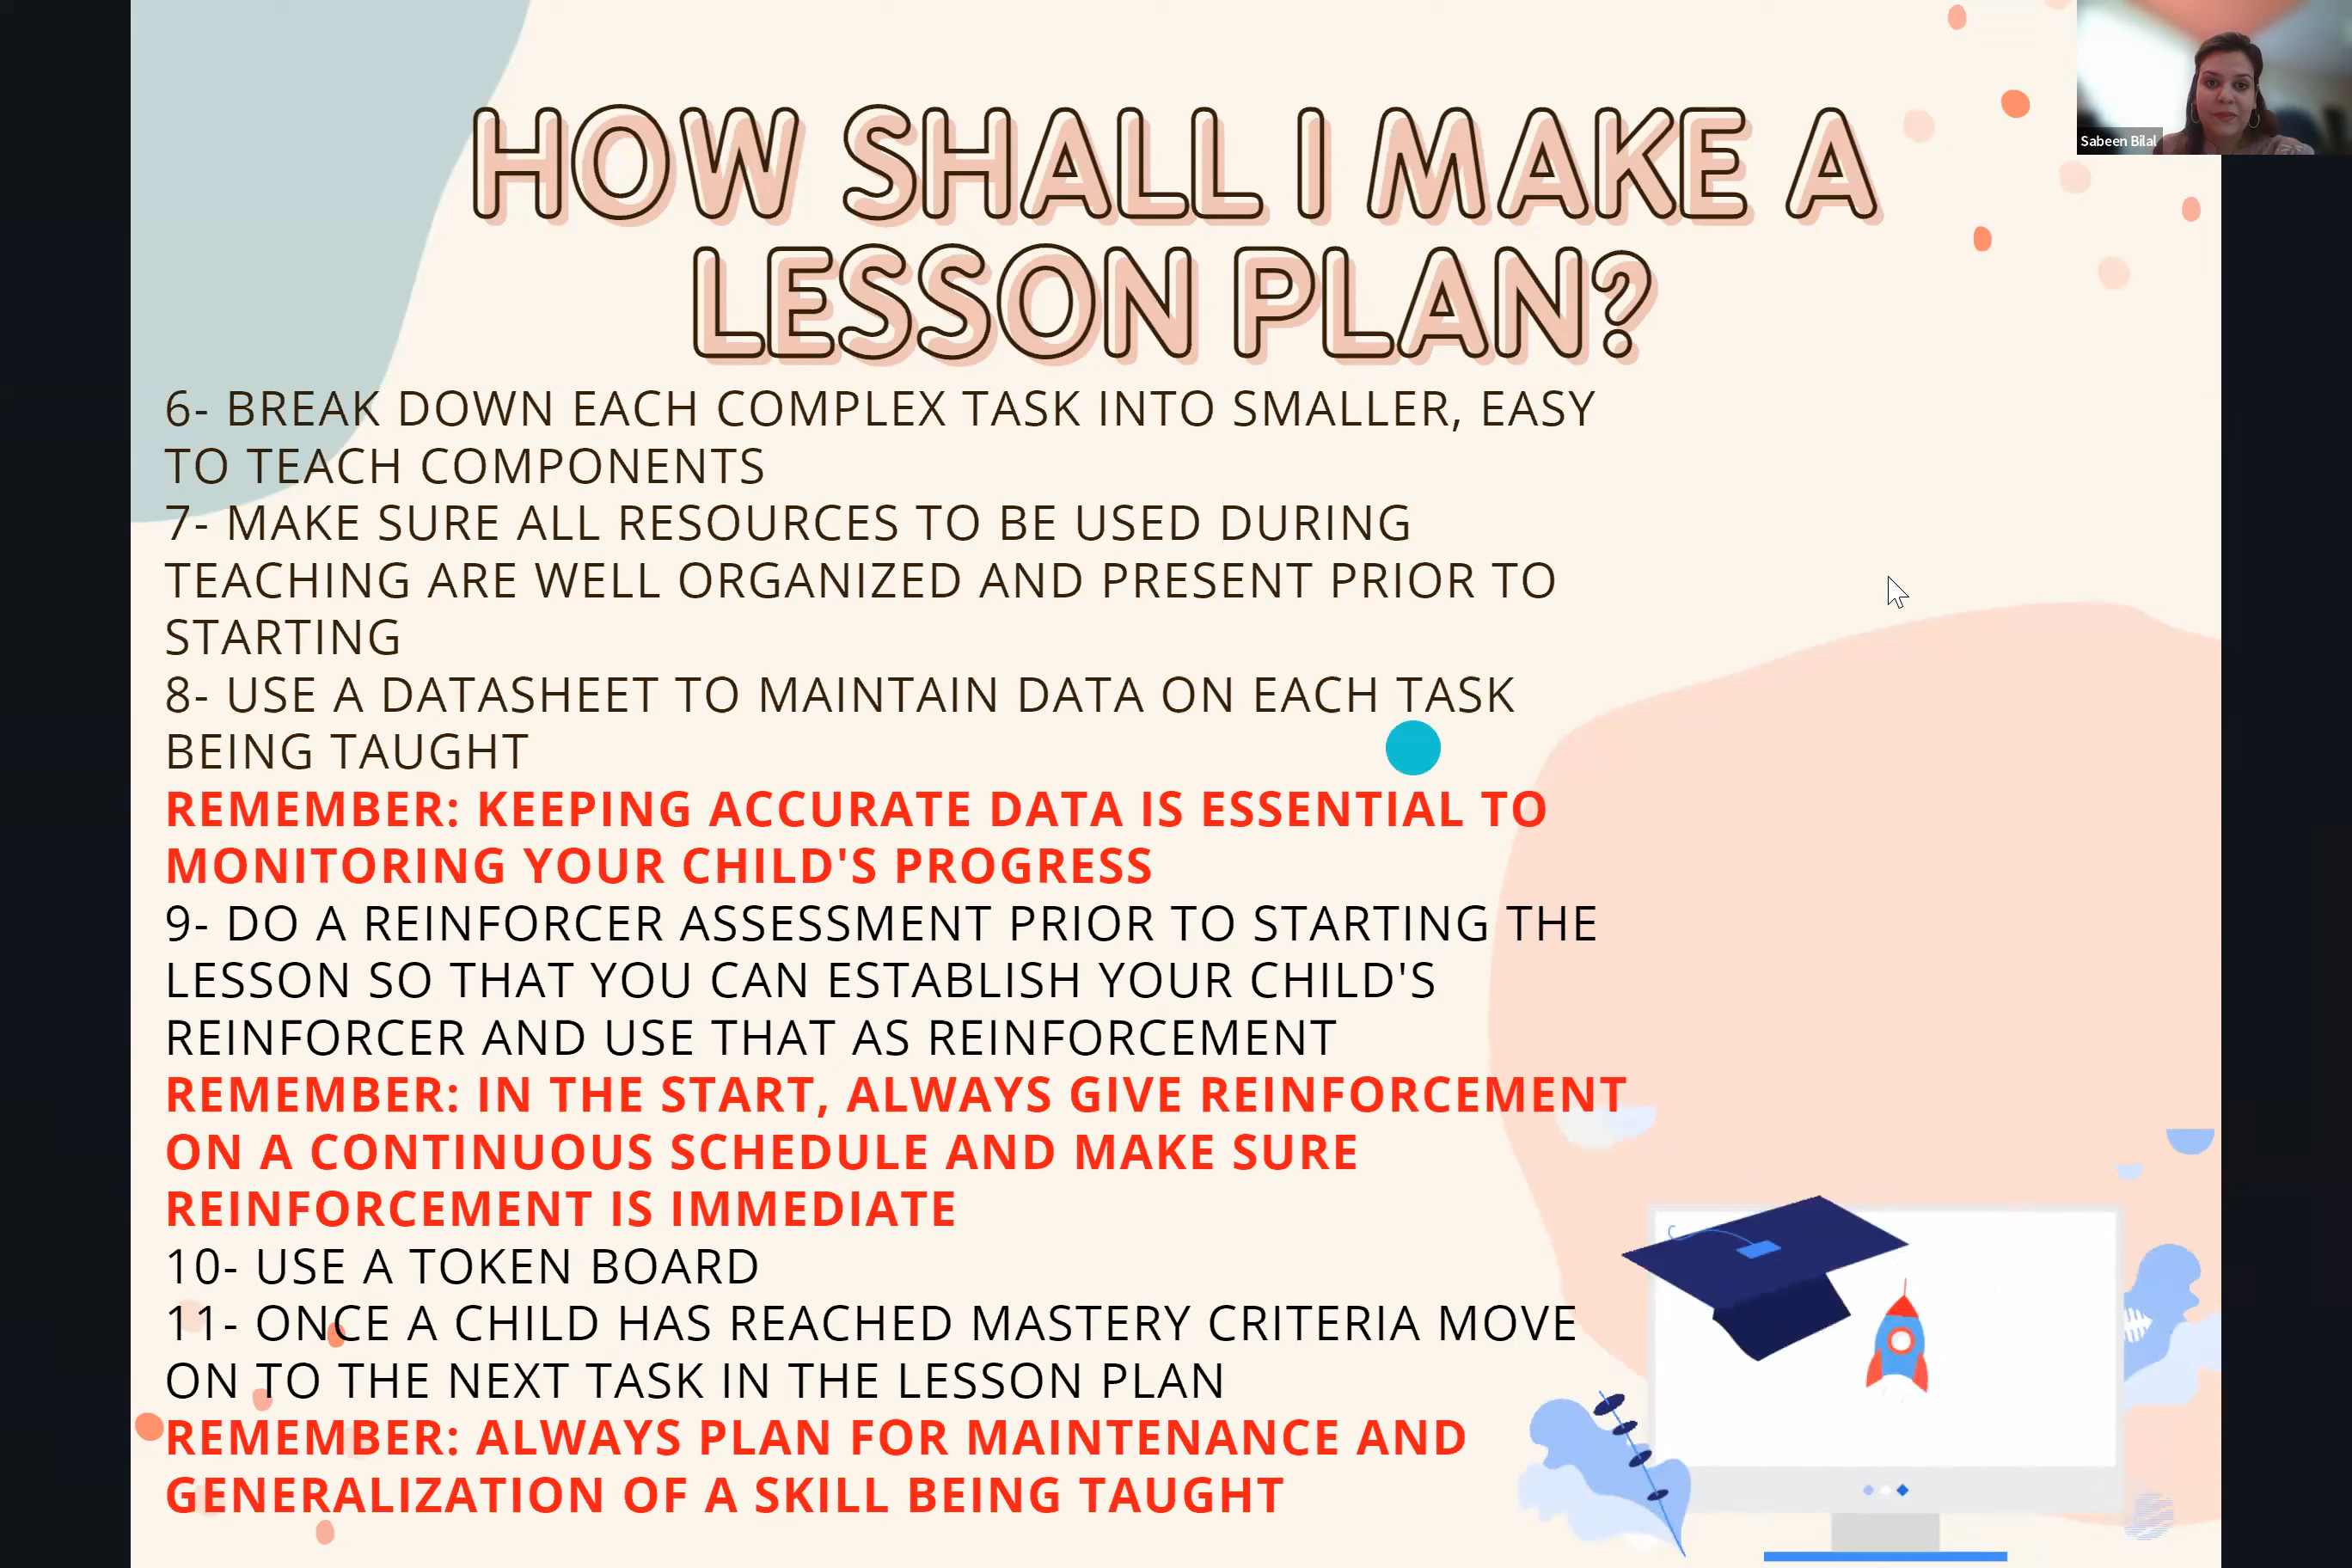 HOW SHALL I MAKE A
LESSON PLAN?
Sabeen Bilal
6- BREAK DOWN EACH COMPLEX TASK INTO SMALLER, EASY
TO TEACH COMPONENTS
7- MAKE SURE ALL RESOURCES TO BE USED DURING
TEACHING ARE WELL ORGANIZED AND PRESENT PRIOR TO
STARTING
8- USE A DATASHEET TO MAINTAIN DATA ON EACH TASK
BEING TAUGHT
REMEMBER: KEEPING ACCURATE DATA IS ESSENTIAL TO
MONITORING YOUR CHILD'S PROGRESS
9- DO A REINFORCER ASSESSMENT PRIOR TO STARTING THE
LESSON SO THAT YOU CAN ESTABLISH YOUR CHILD'S
REINFORCER AND USE THAT AS REINFORCEMENT
REMEMBER: IN THE START, ALWAYS GIVE REINFORCEMENT
ON A CONTINUOUS SCHEDULE AND MAKE SURE
REINFORCEMENT IS IMMEDIATE
10- USE A TOKEN BOARD
11- ONCE A CHILD HAS REACHED MASTERY CRITERIA MOVE
ON TO THE NEXT TASK IN THE LESSON PLAN
REMEMBER: ALWAYS PLAN FOR MAINTENANCE AND
GENERALIZATION OF A SKILL BEING TAUGHT